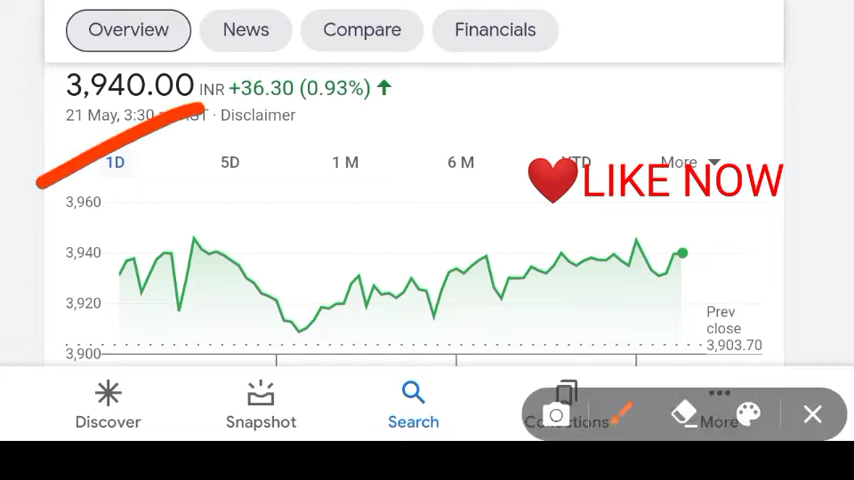 Overview News Compare Financials
3,940.00 INR +36.30 (0.93%)
21 May, 3:30 · Disclaimer
1D 5D 1 M 6 M YTD More
LIKE NOW
3,960
3,940
3,920
Prev
close
3,903.70
3,900
Discover Snapshot Search Collections More